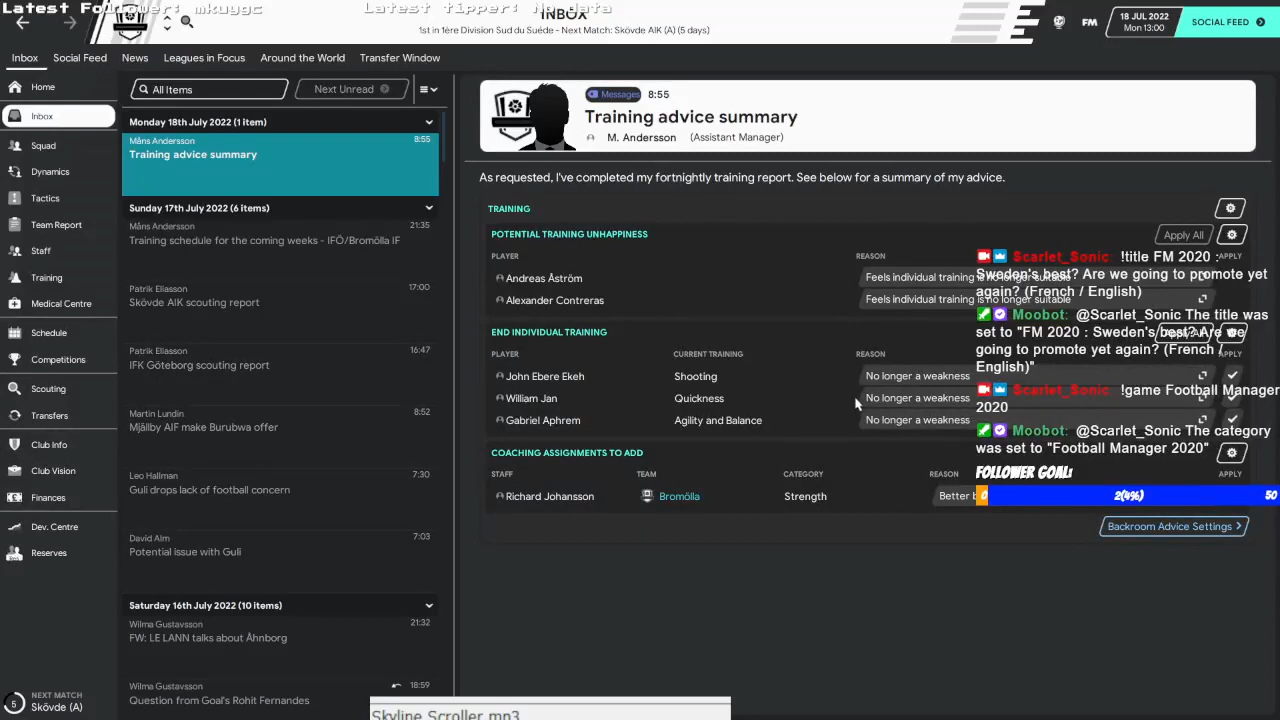 Latest Follower: mkuygc
Latest tipper: No data
INBOX
1st in 1ère Division Sud du Suède - Next Match: Skövde AIK (A) (5 days)
FM
18 JUL 2022
Mon 13:00
SOCIAL FEED
Inbox
Social Feed
News
Leagues in Focus
Around the World
Transfer Window
Home
Inbox
Squad
Dynamics
Tactics
Team Report
Staff
Training
Medical Centre
Schedule
Competitions
Scouting
Transfers
Club Info
Club Vision
Finances
Dev. Centre
Reserves
5
NEXT MATCH
Skövde (A)
All Items
Next Unread
Monday 18th July 2022 (1 item)
Måns Andersson 8:55
Training advice summary
Sunday 17th July 2022 (6 items)
Måns Andersson 21:35
Training schedule for the coming weeks - IFÖ/Bromölla IF
Patrik Eliasson 17:00
Skövde AIK scouting report
Patrik Eliasson 16:47
IFK Göteborg scouting report
Martin Lundin 8:52
Mjällby AIF make Burubwa offer
Leo Hallman 7:30
Guli drops lack of football concern
David Alm 7:03
Potential issue with Guli
Saturday 16th July 2022 (10 items)
Wilma Gustavsson 21:32
FW: LE LANN talks about Åhnborg
Wilma Gustavsson 18:59
Question from Goal's Rohit Fernandes
Messages 8:55
Training advice summary
M. Andersson (Assistant Manager)
As requested, I've completed my fortnightly training report. See below for a summary of my advice.
TRAINING
POTENTIAL TRAINING UNHAPPINESS
Apply All
PLAYER REASON APPLY
Andreas Åström Feels individual training is no longer suitable
Alexander Contreras Feels individual training is no longer suitable
END INDIVIDUAL TRAINING
Apply All
PLAYER CURRENT TRAINING REASON APPLY
John Ebere Ekeh Shooting No longer a weakness
William Jan Quickness No longer a weakness
Gabriel Aphrem Agility and Balance No longer a weakness
COACHING ASSIGNMENTS TO ADD
STAFF TEAM CATEGORY REASON APPLY
Richard Johansson Bromölla Strength Better
Backroom Advice Settings
Scarlet_Sonic: !title FM 2020 :
Sweden's best? Are we going to promote yet
again? (French / English)
Moobot: @Scarlet_Sonic The title was
set to "FM 2020 : Sweden's best? Are we
going to promote yet again? (French /
English)"
Scarlet_Sonic: !game Football Manager
2020
Moobot: @Scarlet_Sonic The category
was set to "Football Manager 2020"
FOLLOWER GOAL:
0 2(4%) 50
Skyline Scroller.mp3